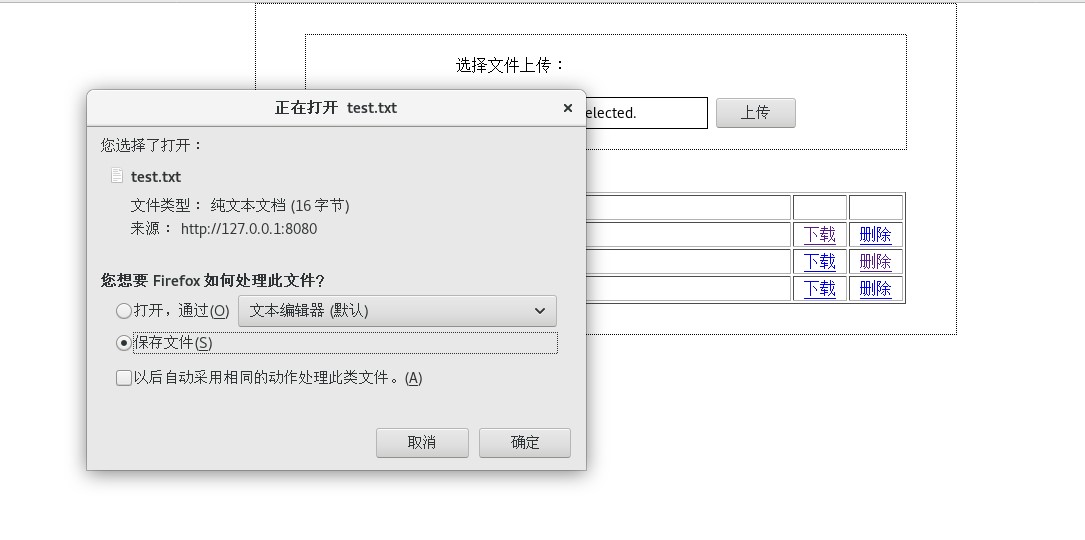 选择文件上传：
elected.
上传
正在打开 test.txt
×
您选择了打开：
test.txt
文件类型： 纯文本文档 (16 字节)
来源： http://127.0.0.1:8080
您想要 Firefox 如何处理此文件?
打开，通过(O) 文本编辑器 (默认)
保存文件(S)
以后自动采用相同的动作处理此类文件。(A)
取消 确定
下载 删除
下载 删除
下载 删除